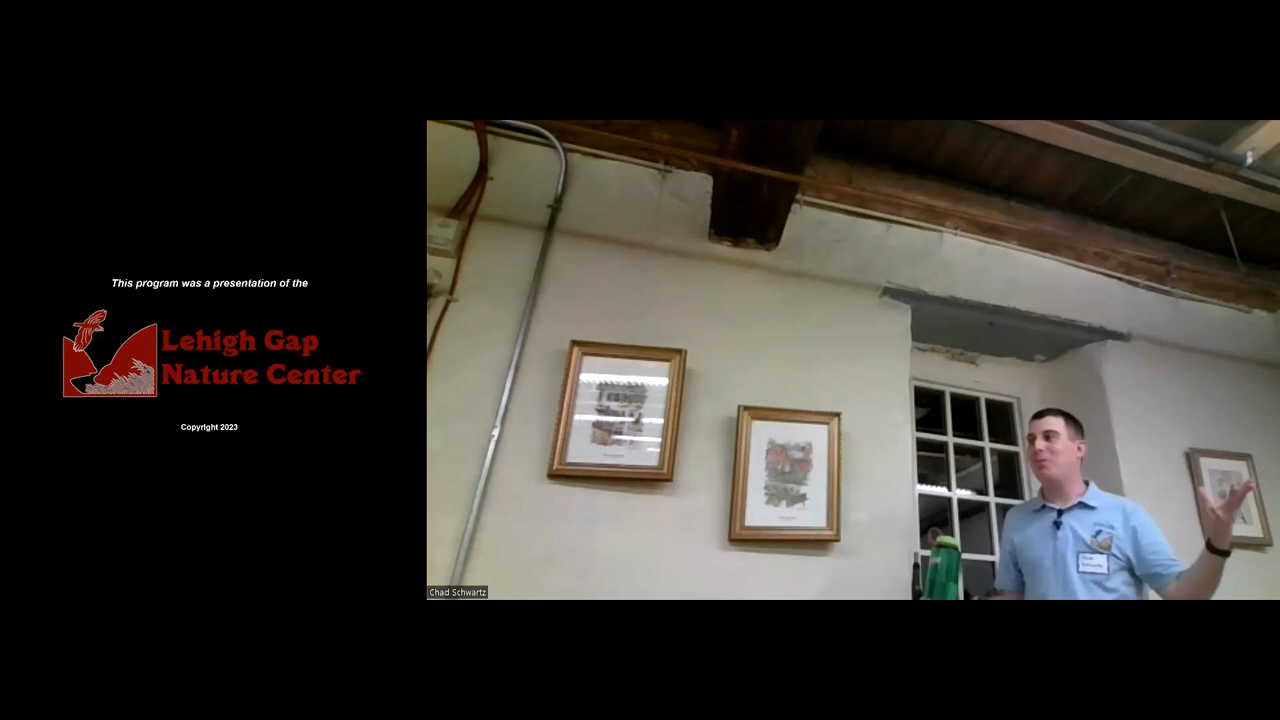 This program was a presentation of the
Lehigh Gap
Nature Center
Copyright 2023
Chad Schwartz